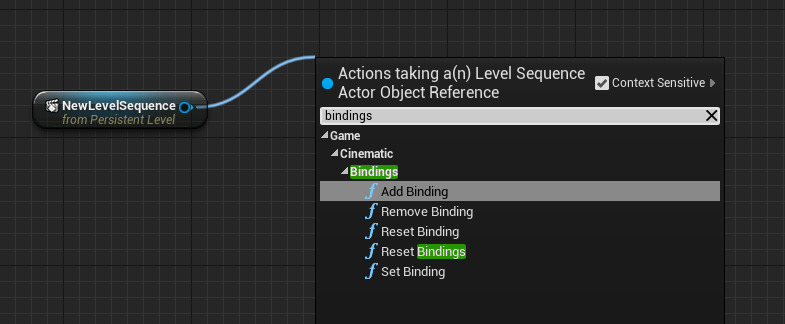 NewLevelSequence
from Persistent Level
Actions taking a(n) Level Sequence
Actor Object Reference
Context Sensitive
bindings
Game
Cinematic
Bindings
Add Binding
Remove Binding
Reset Binding
Reset Bindings
Set Binding